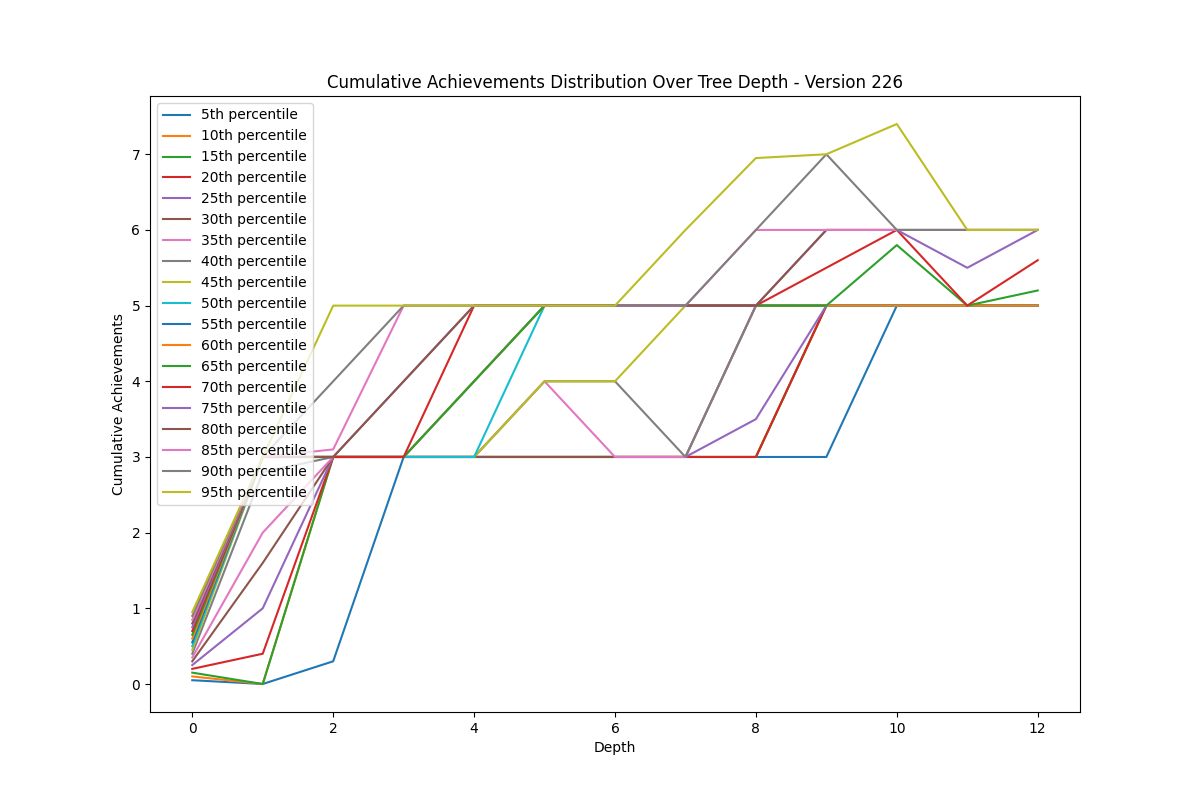 Cumulative Achievements Distribution Over Tree Depth - Version 226
5th percentile
10th percentile
15th percentile
20th percentile
25th percentile
30th percentile
35th percentile
40th percentile
45th percentile
50th percentile
55th percentile
60th percentile
65th percentile
70th percentile
75th percentile
80th percentile
85th percentile
90th percentile
95th percentile
Cumulative Achievements
7
6
5
4
3
2
1
0
0 2 4 6 8 10 12
Depth